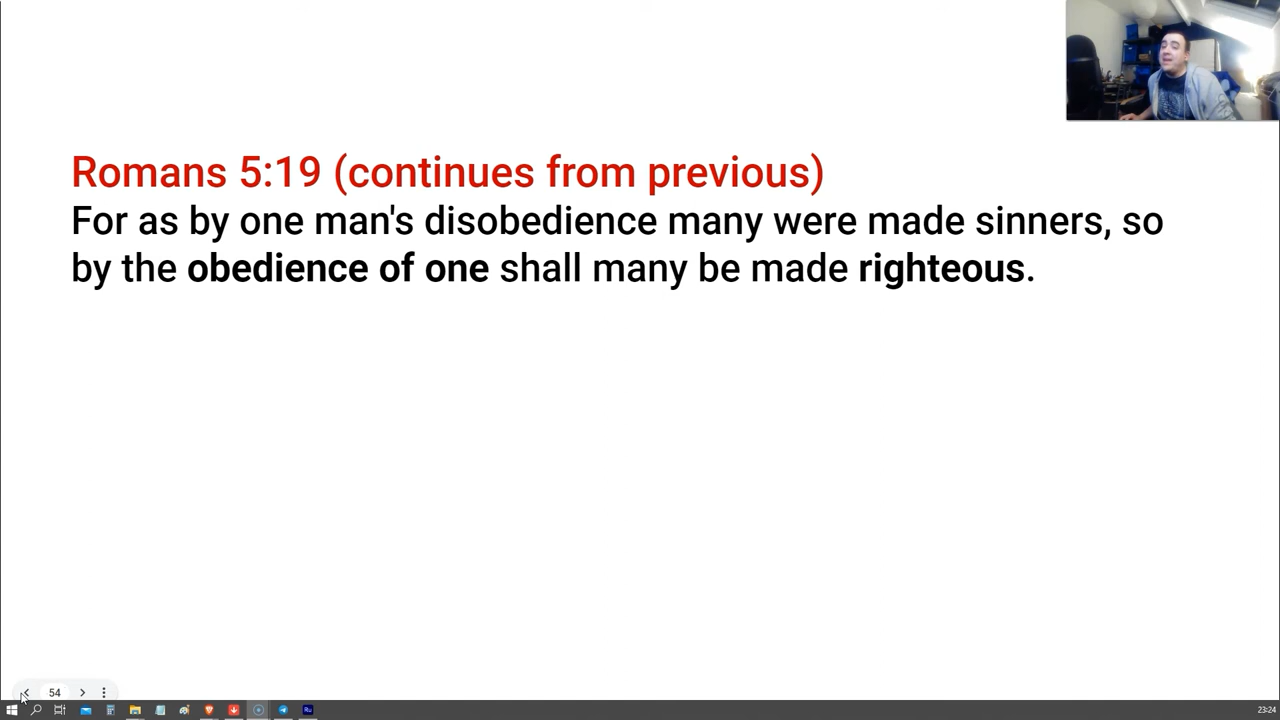 Romans 5:19 (continues from previous)
For as by one man's disobedience many were made sinners, so
by the obedience of one shall many be made righteous.
54
Ru
23:24